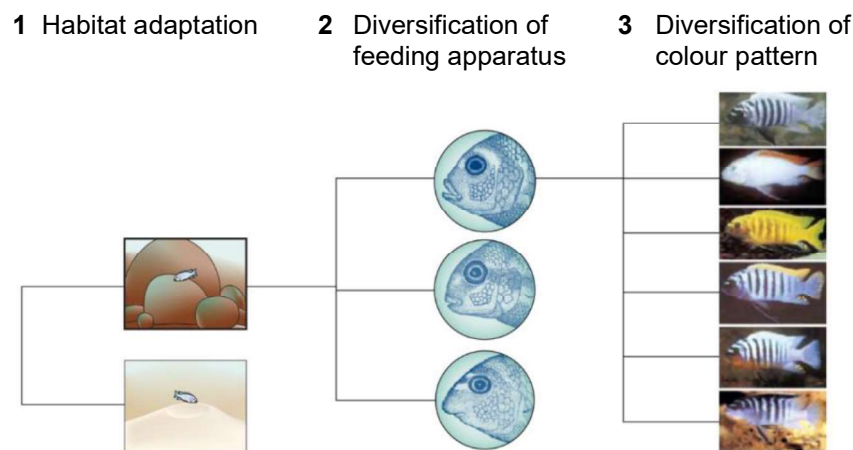 1 Habitat adaptation
2 Diversification of
feeding apparatus
3 Diversification of
colour pattern